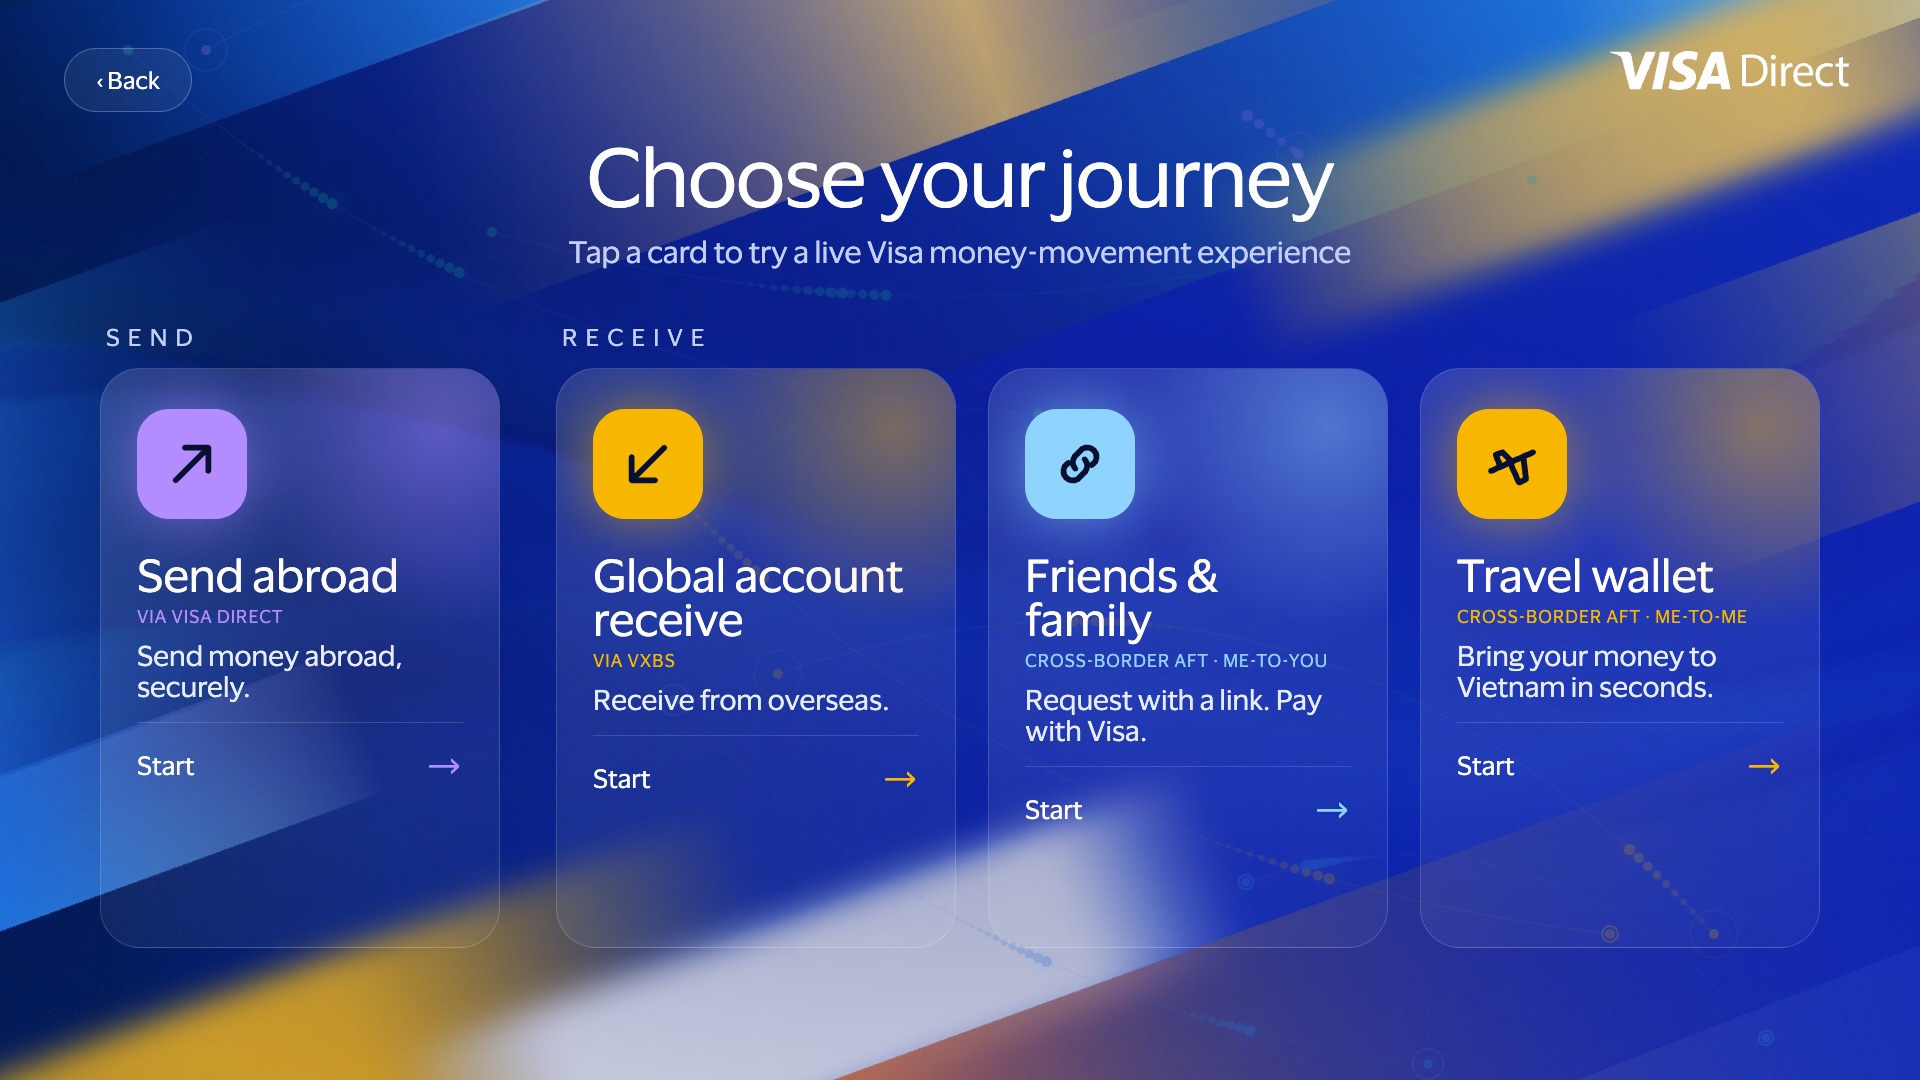 ‹ Back
VISA Direct
Choose your journey
Tap a card to try a live Visa money-movement experience
SEND
RECEIVE
Send abroad
VIA VISA DIRECT
Send money abroad,
securely.
Start →
Global account
receive
VIA VXBS
Receive from overseas.
Start →
Friends &
family
CROSS-BORDER AFT · ME-TO-YOU
Request with a link. Pay
with Visa.
Start →
Travel wallet
CROSS-BORDER AFT · ME-TO-ME
Bring your money to
Vietnam in seconds.
Start →